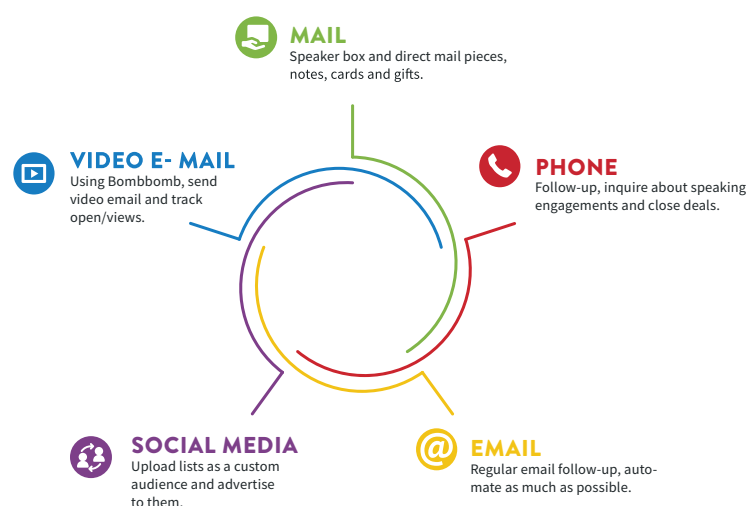 MAIL
Speaker box and direct mail pieces,
notes, cards and gifts.
VIDEO E- MAIL
Using Bombbomb, send
video email and track
open/views.
PHONE
Follow-up, inquire about speaking
engagements and close deals.
SOCIAL MEDIA
Upload lists as a custom
audience and advertise
to them.
@
EMAIL
Regular email follow-up, auto-
mate as much as possible.